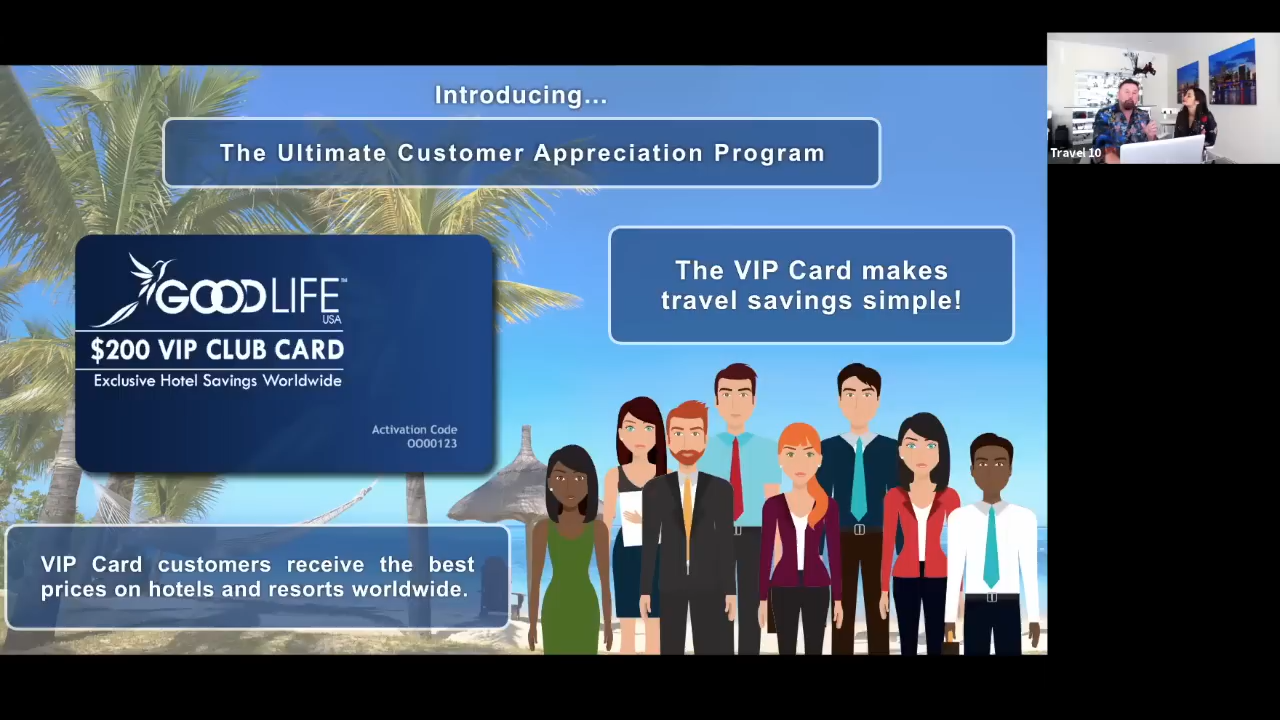 Introducing...
The Ultimate Customer Appreciation Program
GOODLIFE™
USA
$200 VIP CLUB CARD
Exclusive Hotel Savings Worldwide
Activation Code
OO00123
The VIP Card makes
travel savings simple!
VIP Card customers receive the best
prices on hotels and resorts worldwide.
Travel 10